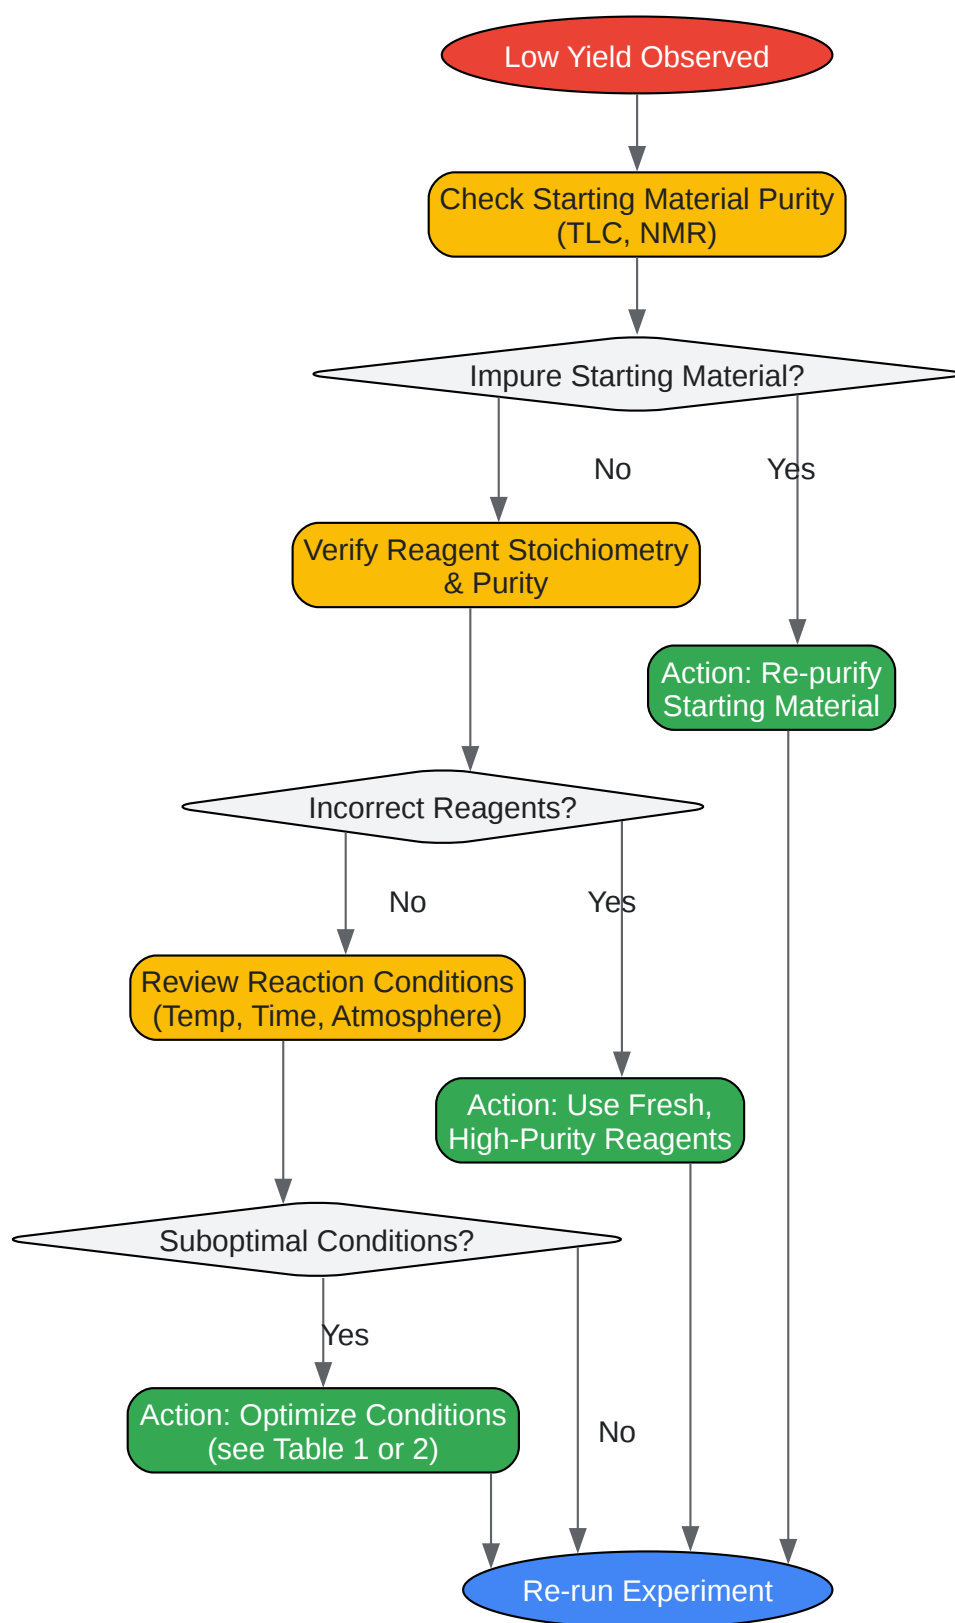 Low Yield Observed
Check Starting Material Purity
(TLC, NMR)
Impure Starting Material?
No
Yes
Verify Reagent Stoichiometry
& Purity
Action: Re-purify
Starting Material
Incorrect Reagents?
No
Yes
Review Reaction Conditions
(Temp, Time, Atmosphere)
Action: Use Fresh,
High-Purity Reagents
Suboptimal Conditions?
Yes
Action: Optimize Conditions
(see Table 1 or 2)
No
Re-run Experiment